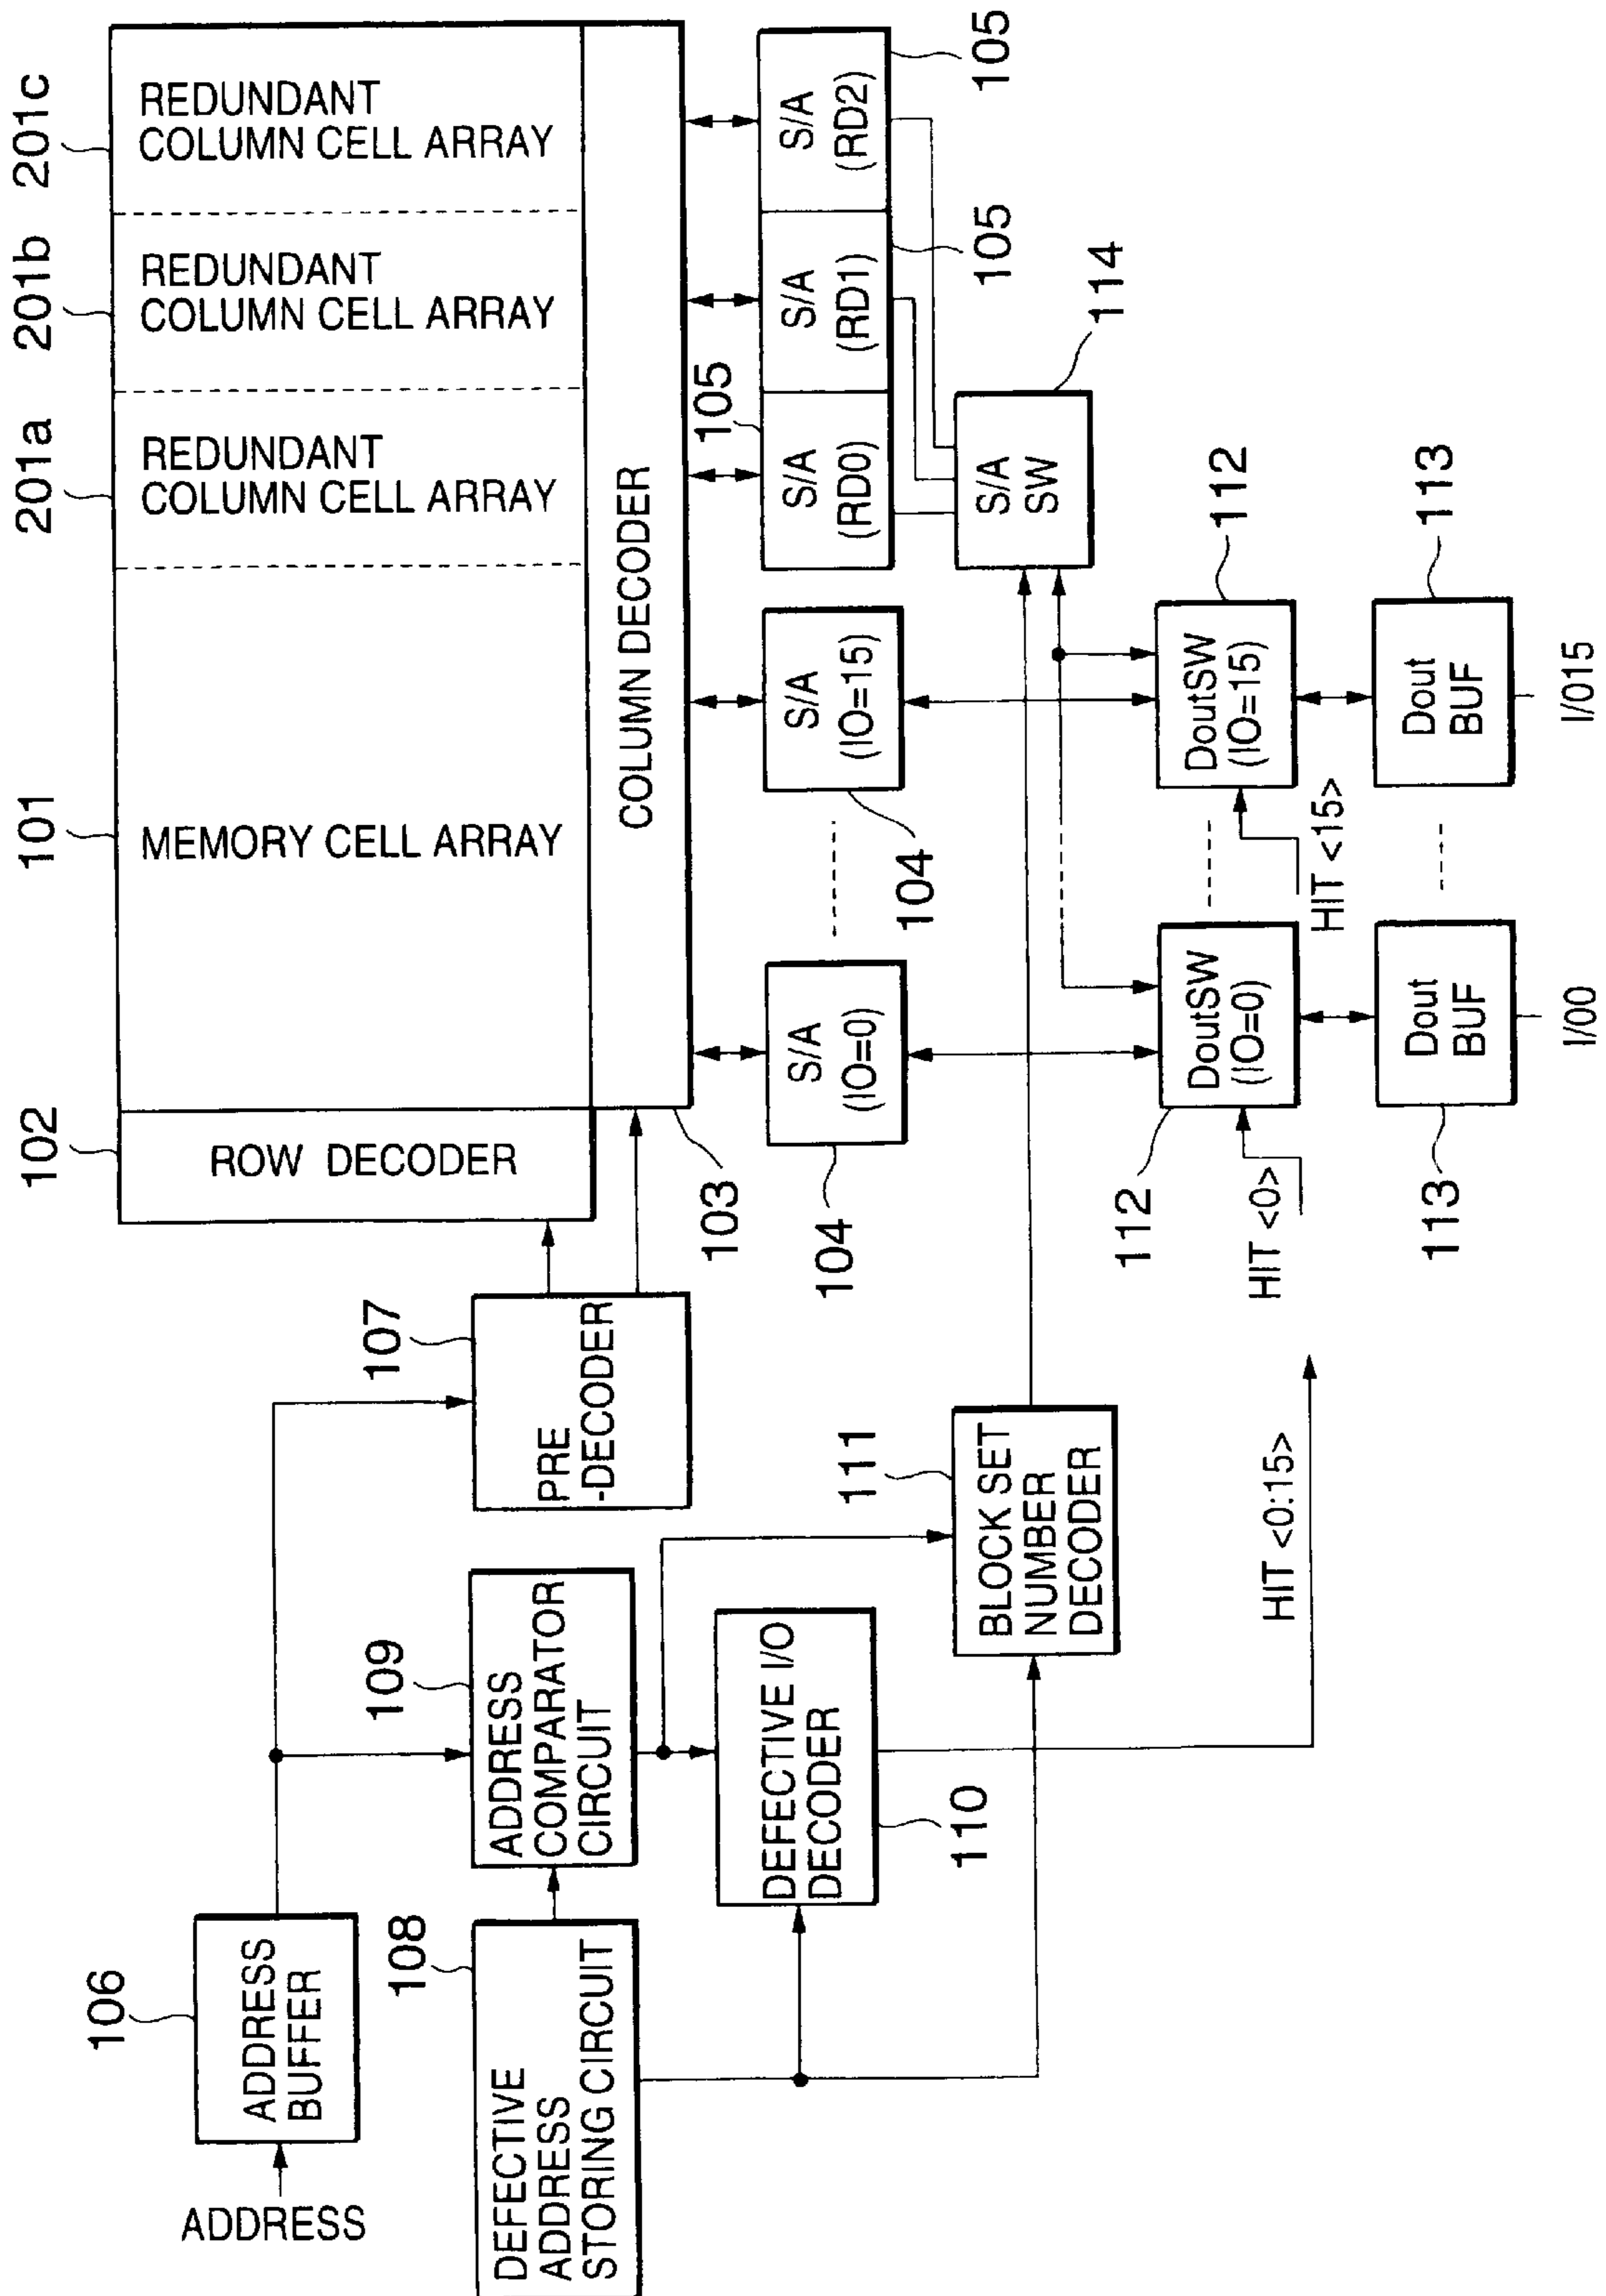 201c
201b
201a
101
102
REDUNDANT
COLUMN CELL ARRAY
REDUNDANT
COLUMN CELL ARRAY
REDUNDANT
COLUMN CELL ARRAY
MEMORY CELL ARRAY
ROW DECODER
COLUMN DECODER
103
105
S/A
(RD2)
105
S/A
(RD1)
105
S/A
(RD0)
S/A
(IO=15)
104
S/A
(IO=0)
104
114
S/A
SW
112
DoutSW
(IO=15)
HIT <15>
DoutSW
(IO=0)
112
HIT <0>
113
Dout
BUF
I/O15
Dout
BUF
I/O0
113
107
PRE
-DECODER
106
ADDRESS
BUFFER
ADDRESS
109
ADDRESS
COMPARATOR
CIRCUIT
108
DEFECTIVE
ADDRESS
STORING CIRCUIT
DEFECTIVE I/O
DECODER
110
111
BLOCK SET
NUMBER
DECODER
HIT <0:15>